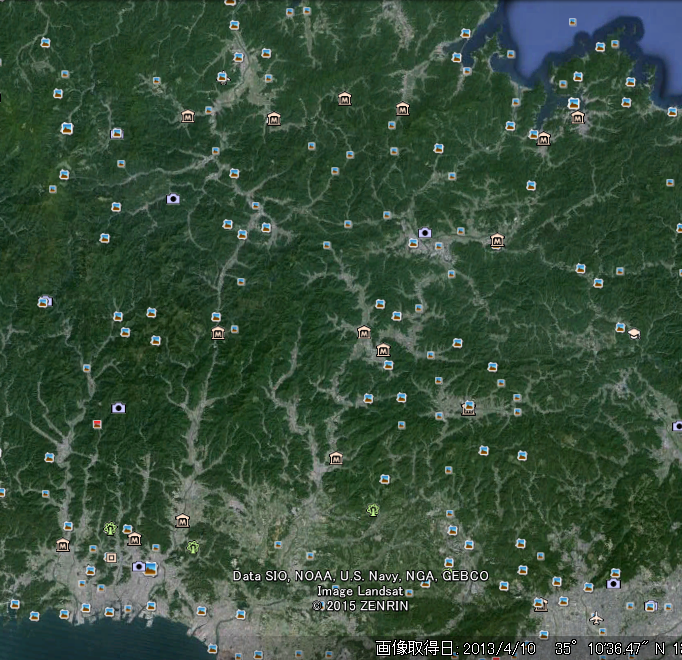 Data SIO, NOAA, U.S. Navy, NGA, GEBCO
Image Landsat
© 2015 ZENRIN
画像取得日: 2013/4/10 35° 10'36.47" N 13